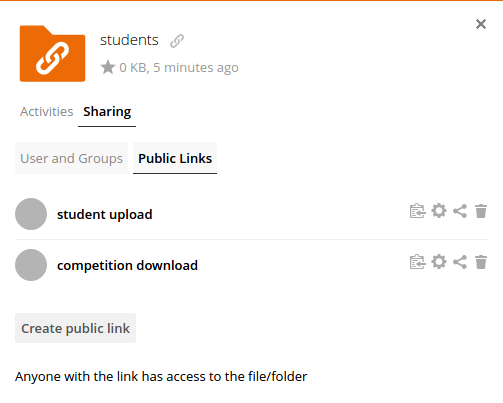 students
0 KB, 5 minutes ago
Activities Sharing
User and Groups Public Links
student upload
competition download
Create public link
Anyone with the link has access to the file/folder